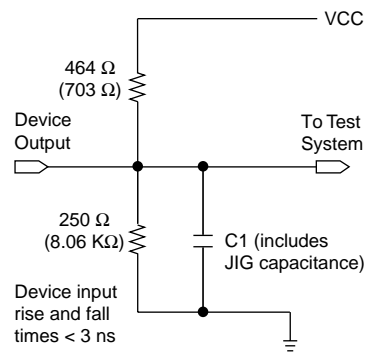 VCC
464 Ω
(703 Ω)
Device
Output
To Test
System
250 Ω
(8.06 KΩ)
C1 (includes
JIG capacitance)
Device input
rise and fall
times < 3 ns